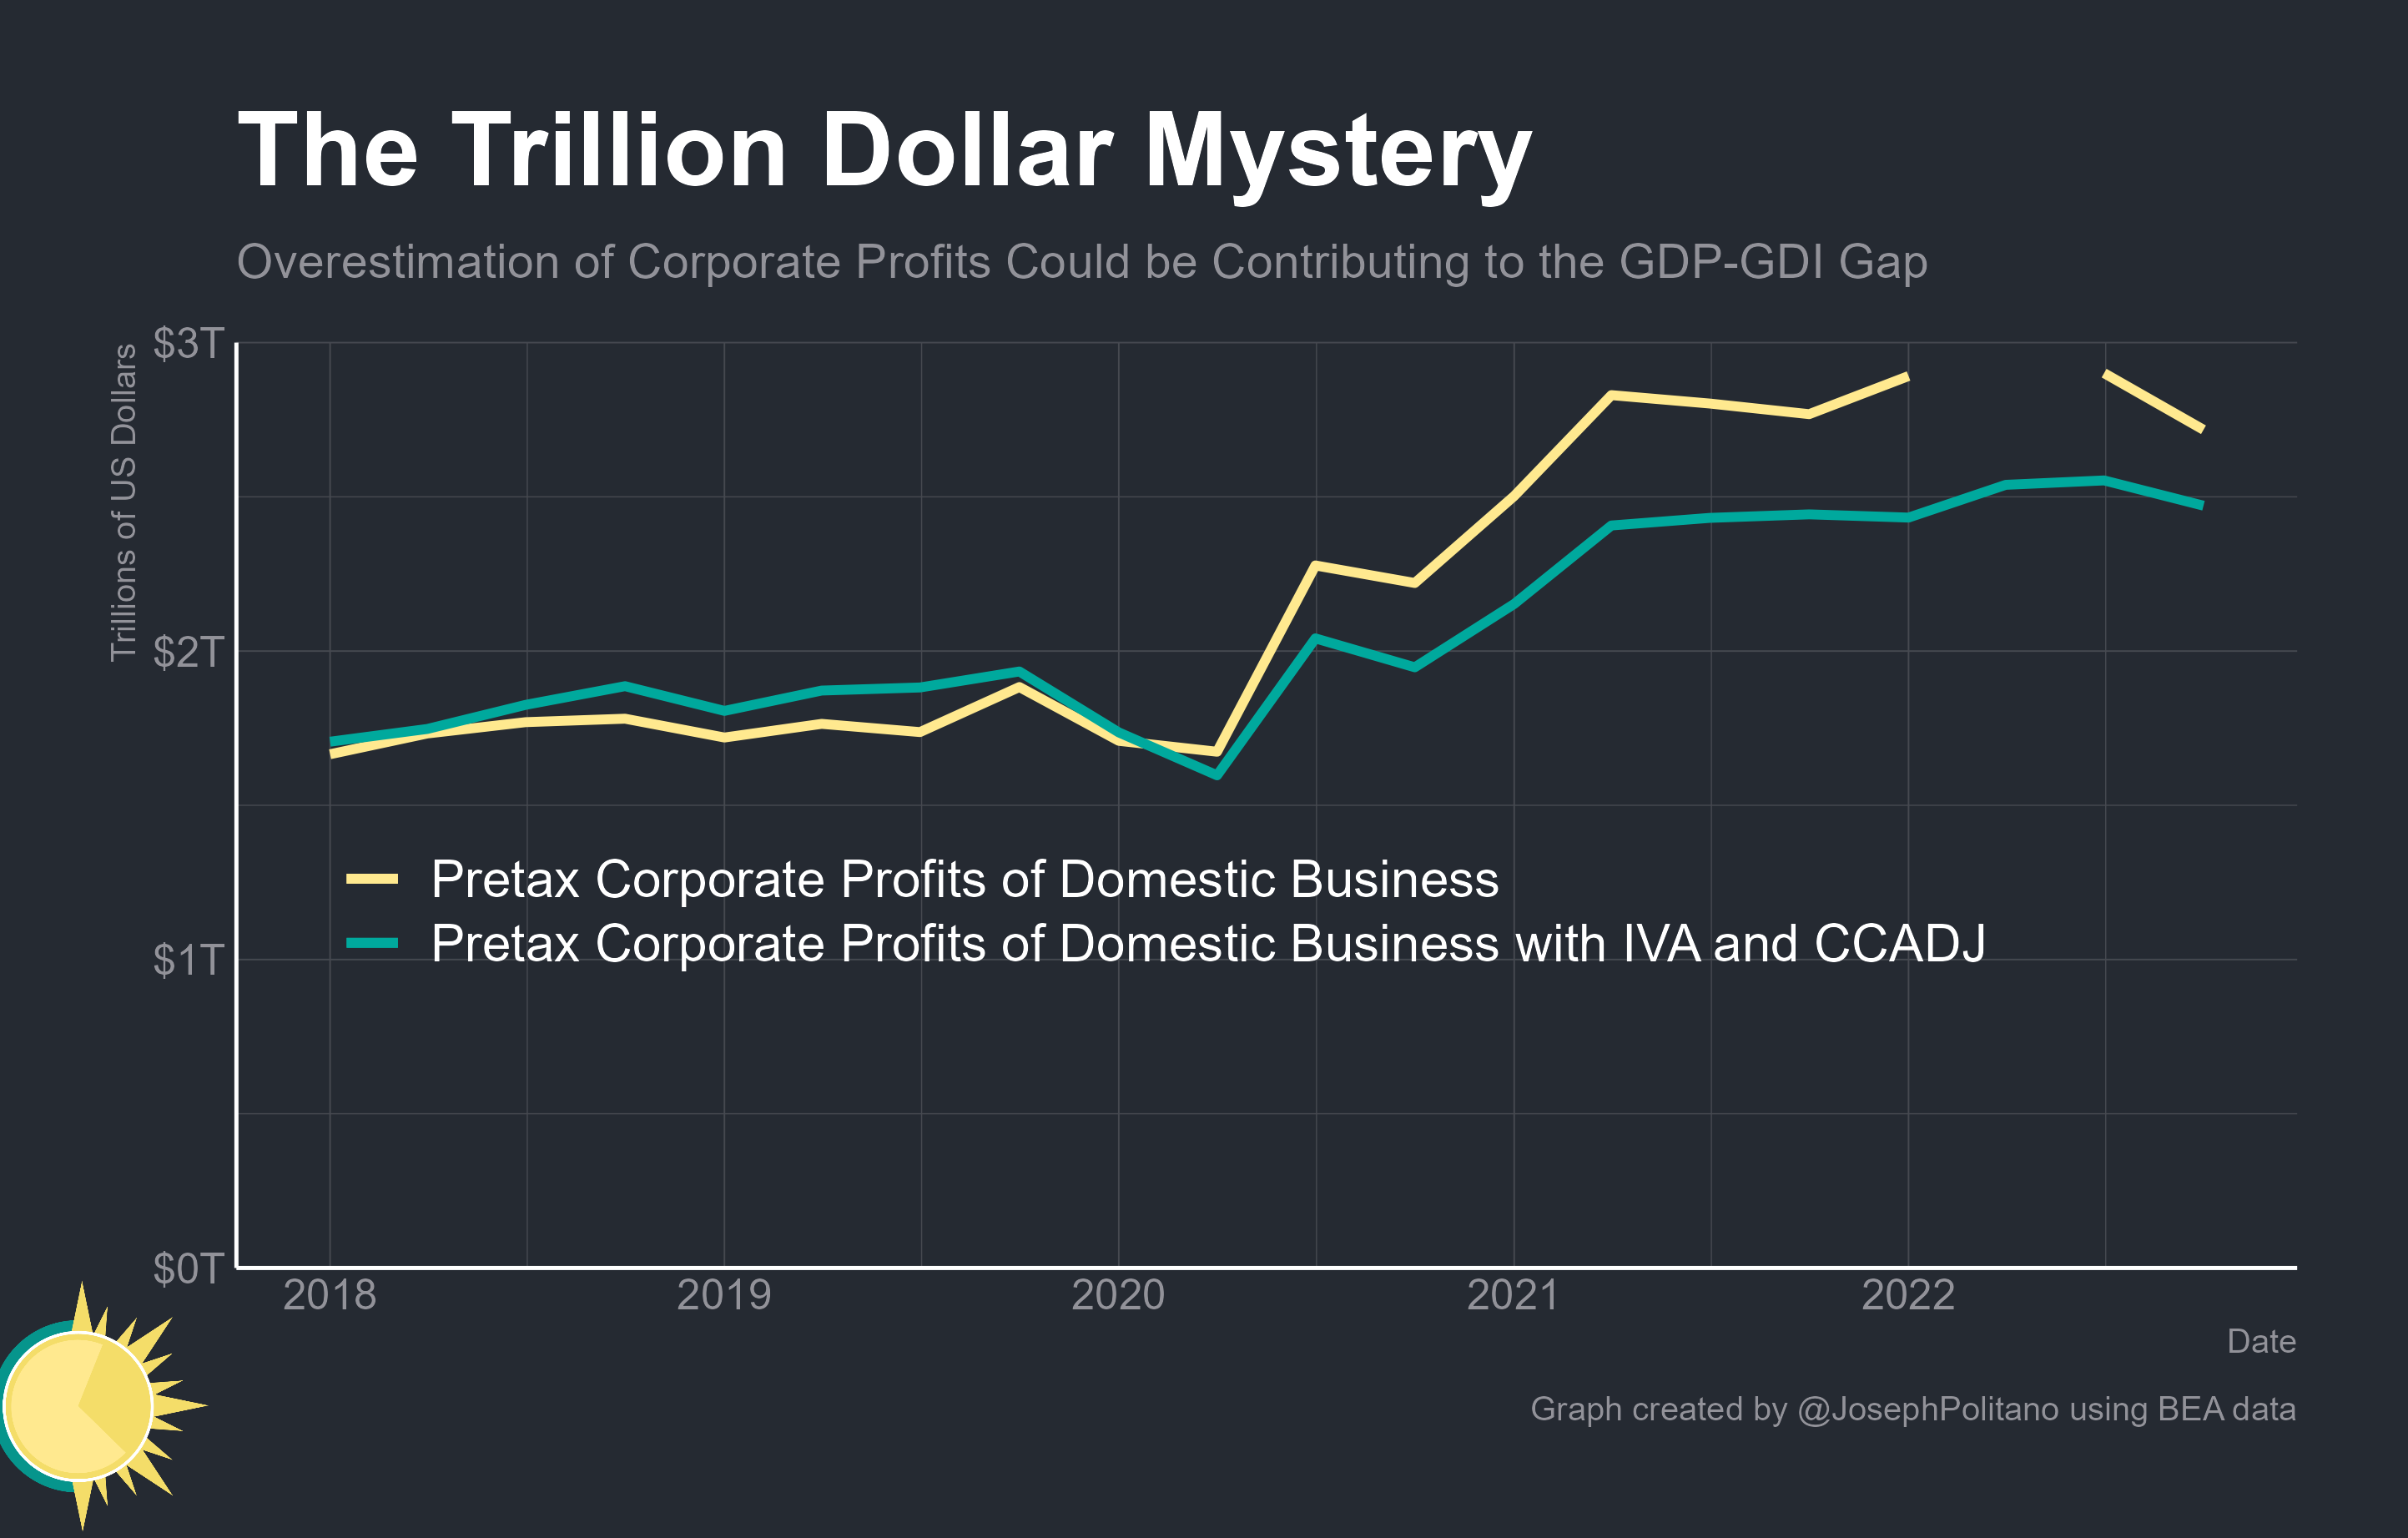 The Trillion Dollar Mystery
Overestimation of Corporate Profits Could be Contributing to the GDP-GDI Gap
Trillions of US Dollars
$3T
$2T
$1T
$0T
Pretax Corporate Profits of Domestic Business
Pretax Corporate Profits of Domestic Business with IVA and CCADJ
2018
2019
2020
2021
2022
Date
Graph created by @JosephPolitano using BEA data